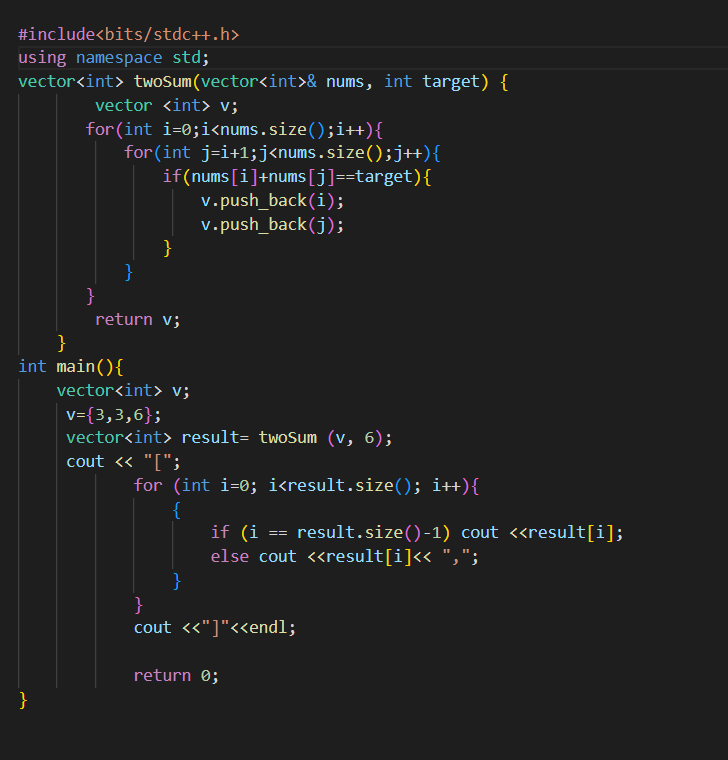 #include<bits/stdc++.h>
using namespace std;
vector<int> twoSum(vector<int>& nums, int target) {
        vector <int> v;
       for(int i=0;i<nums.size();i++){
           for(int j=i+1;j<nums.size();j++){
               if(nums[i]+nums[j]==target){
                   v.push_back(i);
                   v.push_back(j);
               }
           }
       }
        return v;
    }
int main(){
    vector<int> v;
     v={3,3,6};
     vector<int> result= twoSum (v, 6);
     cout << "[";
            for (int i=0; i<result.size(); i++){
                {
                    if (i == result.size()-1) cout <<result[i];
                    else cout <<result[i]<< ",";
                }
            }
            cout <<"]"<<endl;

            return 0;
}